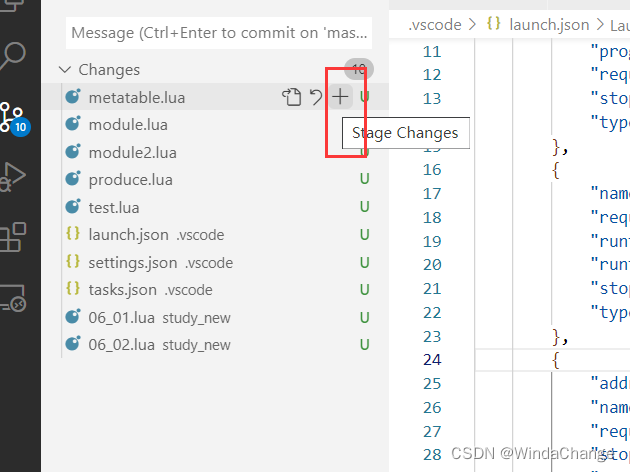 Message (Ctrl+Enter to commit on 'mas...
Changes 10
metatable.lua U
module.lua
module2.lua U
produce.lua U
test.lua U
launch.json .vscode U
settings.json .vscode U
tasks.json .vscode U
06_01.lua study_new U
06_02.lua study_new U
10
Stage Changes
.vscode > {} launch.json > Lau
11 "prog
12 "requ
13 "stop
"type
15 },
16 {
17 "name
18 "requ
19 "runt
20 "runt
21 "stop
22 "type
23 },
24 {
25 "addr
26 "name
27 "requ
28 "stop
CSDN @WindaChange